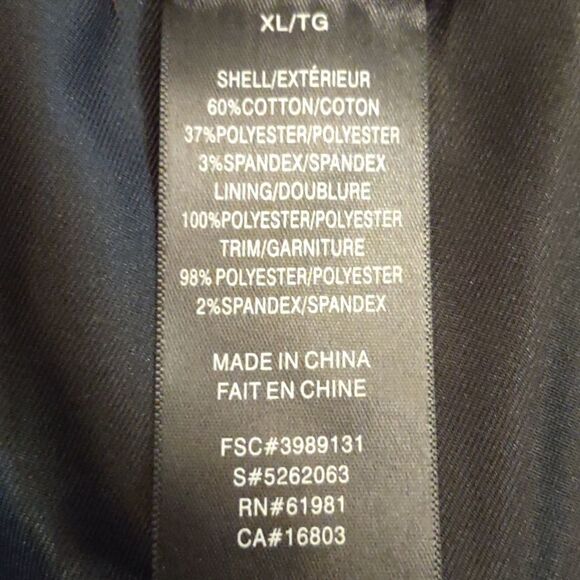 XL/TG
SHELL/EXTÉRIEUR
60%COTTON/COTON
37%POLYESTER/POLYESTER
3%SPANDEX/SPANDEX
LINING/DOUBLURE
100%POLYESTER/POLYESTER
TRIM/GARNITURE
98% POLYESTER/POLYESTER
2%SPANDEX/SPANDEX
MADE IN CHINA
FAIT EN CHINE
FSC#3989131
S#5262063
RN#61981
CA#16803